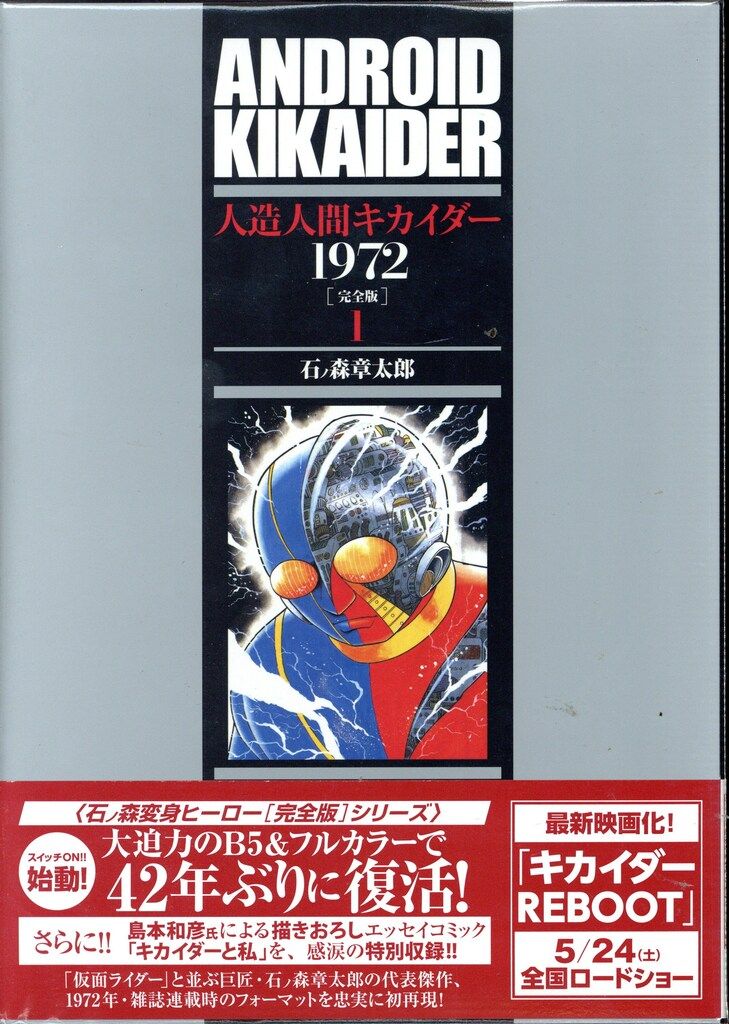 ANDROID
KIKAIDER
人造人間キカイダー
1972
[完全版]
1
石ノ森章太郎
〈石ノ森変身ヒーロー[完全版]シリーズ〉
スイッチON!!
始動!
大迫力のB5&フルカラーで
42年ぶりに復活!
さらに!!
島本和彦氏による描きおろしエッセイコミック
「キカイダーと私」を、感涙の特別収録!!
「仮面ライダー」と並ぶ巨匠・石ノ森章太郎の代表傑作、
1972年・雑誌連載時のフォーマットを忠実に初再現!
最新映画化!
「キカイダー
REBOOT」
5/24(土)
全国ロードショー